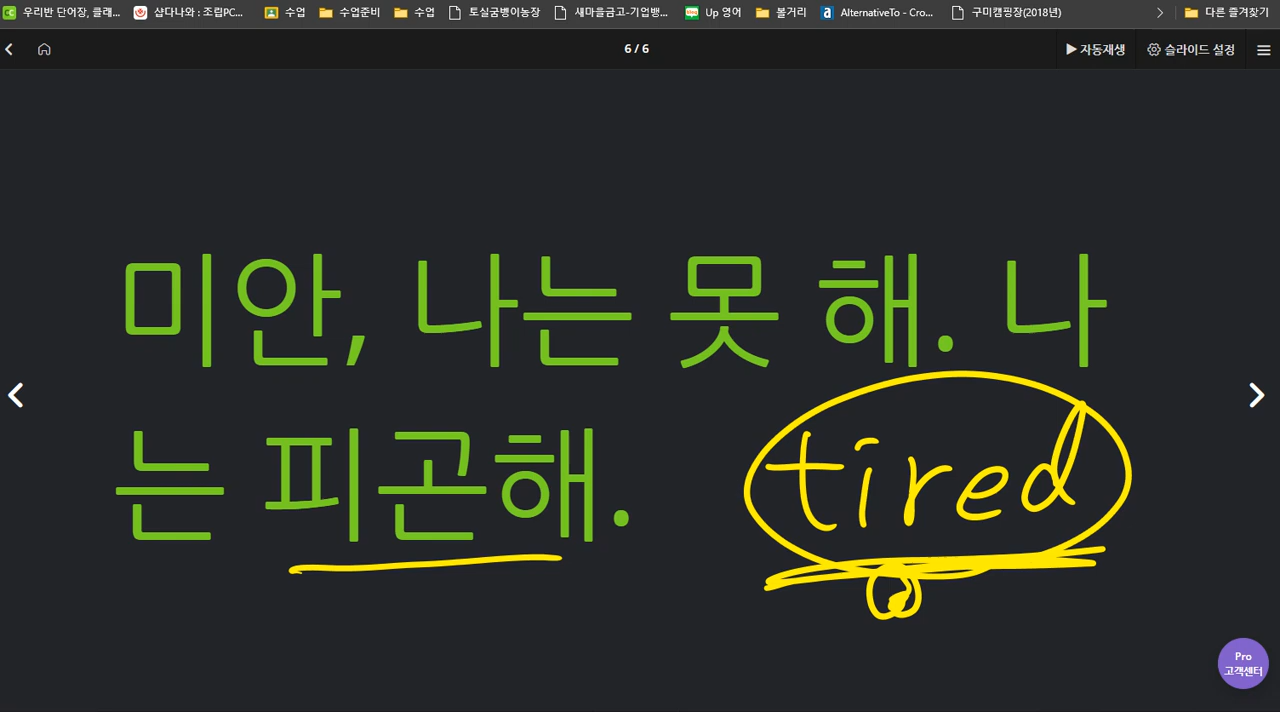 우리반 단어장, 클래... 샵다나와 : 조립PC... 수업 수업준비 수업 토실굼벵이농장 새마을금고-기업뱅... Up 영어 볼거리 AlternativeTo - Cro... 구미캠핑장(2018년) 다른 즐겨찾기
6 / 6 자동재생 슬라이드 설정
미안, 나는 못 해. 나
는 피곤해. tired
Pro
고객센터